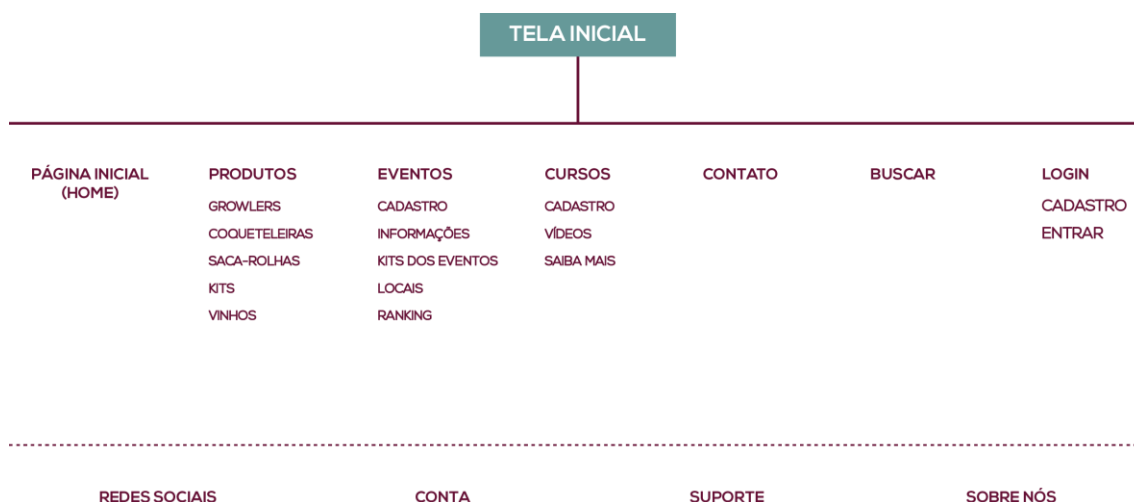 TELA INICIAL
PÁGINA INICIAL
(HOME)
PRODUTOS
GROWLERS
COQUETELEIRAS
SACA-ROLHAS
KITS
VINHOS
EVENTOS
CADASTRO
INFORMAÇÕES
KITS DOS EVENTOS
LOCAIS
RANKING
CURSOS
CADASTRO
VÍDEOS
SAIBA MAIS
CONTATO
BUSCAR
LOGIN
CADASTRO
ENTRAR
REDES SOCIAIS
CONTA
SUPORTE
SOBRE NÓS